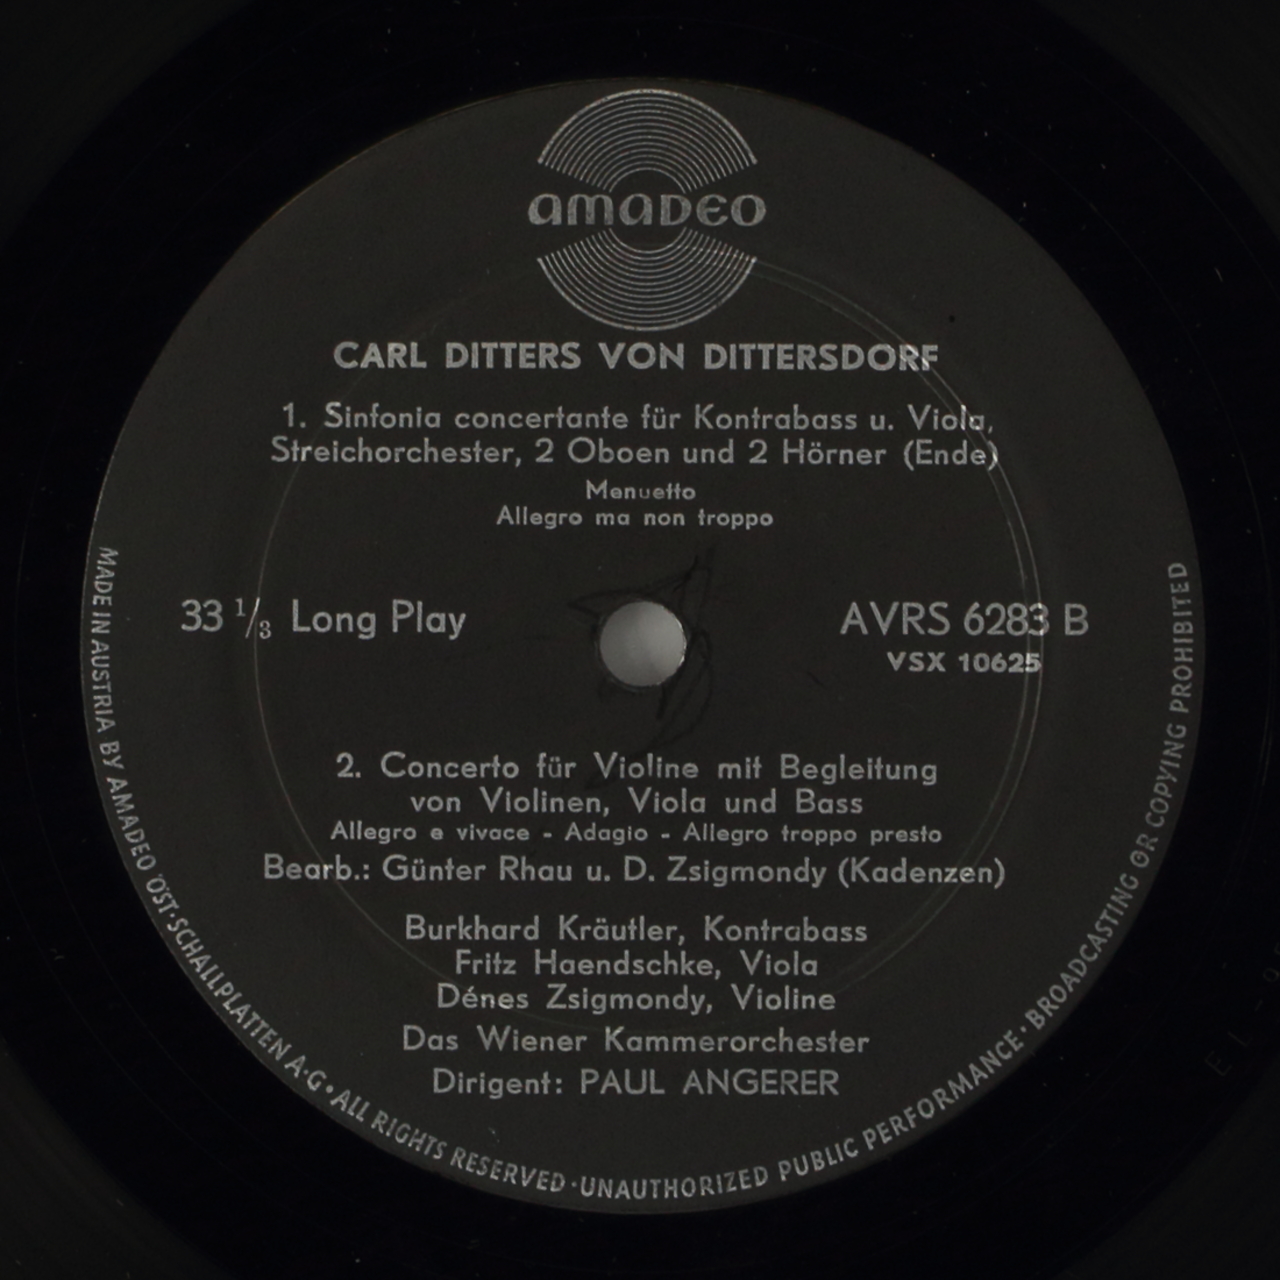 amadeo
CARL DITTERS VON DITTERSDORF
1. Sinfonia concertante für Kontrabass u. Viola,
Streichorchester, 2 Oboen und 2 Hörner (Ende)
Menuetto
Allegro ma non troppo
33 1/3 Long Play
AVRS 6283 B
VSX 10625
2. Concerto für Violine mit Begleitung
von Violinen, Viola und Bass
Allegro e vivace - Adagio - Allegro troppo presto
Bearb.: Günter Rhau u. D. Zsigmondy (Kadenzen)
Burkhard Kräutler, Kontrabass
Fritz Haendschke, Viola
Dénes Zsigmondy, Violine
Das Wiener Kammerorchester
Dirigent: PAUL ANGERER
MADE IN AUSTRIA BY AMADEO ÖST·SCHALLPLATTEN A·G·ALL RIGHTS RESERVED·UNAUTHORIZED PUBLIC PERFORMANCE·BROADCASTING OR COPYING PROHIBITED